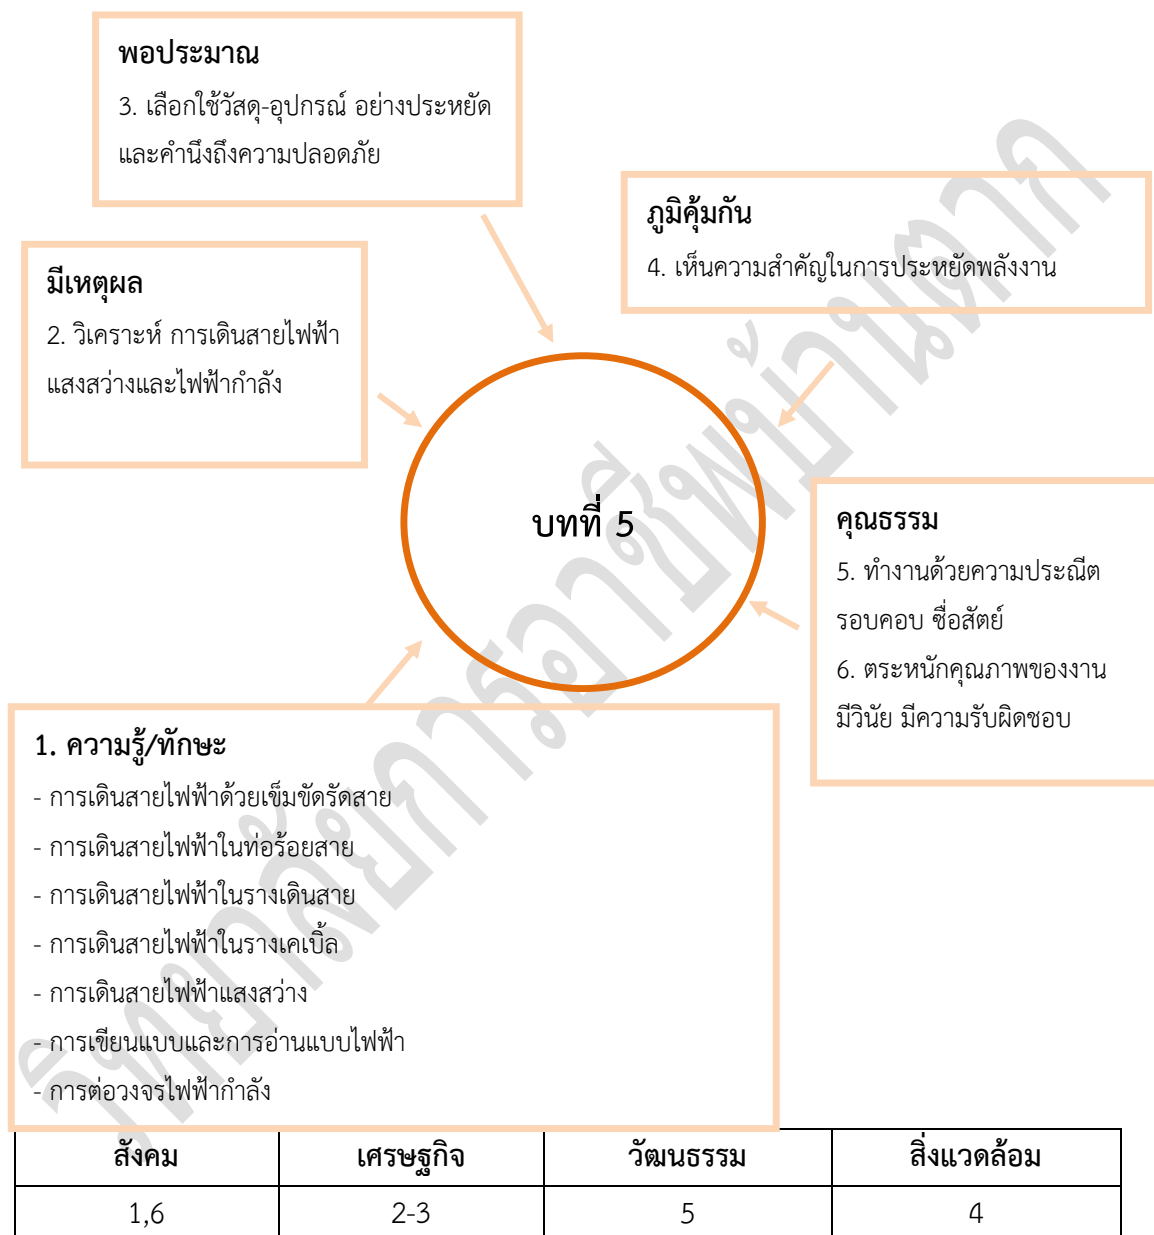 พอประมาณ
3. เลือกใช้วัสดุ-อุปกรณ์ อย่างประหยัด
และคำนึงถึงความปลอดภัย
ภูมิคุ้มกัน
4. เห็นความสำคัญในการประหยัดพลังงาน
มีเหตุผล
2. วิเคราะห์ การเดินสายไฟฟ้า
แสงสว่างและไฟฟ้ากำลัง
บทที่ 5
คุณธรรม
5. ทำงานด้วยความประณีต
รอบคอบ ซื่อสัตย์
6. ตระหนักคุณภาพของงาน
มีวินัย มีความรับผิดชอบ
1. ความรู้/ทักษะ
- การเดินสายไฟฟ้าด้วยเข็มขัดรัดสาย
- การเดินสายไฟฟ้าในท่อร้อยสาย
- การเดินสายไฟฟ้าในรางเดินสาย
- การเดินสายไฟฟ้าในรางเคเบิ้ล
- การเดินสายไฟฟ้าแสงสว่าง
- การเขียนแบบและการอ่านแบบไฟฟ้า
- การต่อวงจรไฟฟ้ากำลัง
สังคม เศรษฐกิจ วัฒนธรรม สิ่งแวดล้อม
1,6 2-3 5 4
วิทยาลัยการอาชีพบ้านตาก